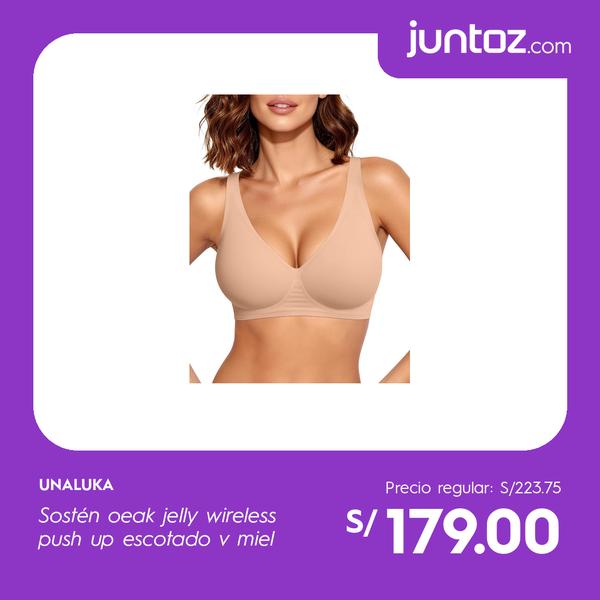 juntoz.com
UNALUKA
Sostén oeak jelly wireless
push up escotado v miel
Precio regular: S/223.75
S/179.00